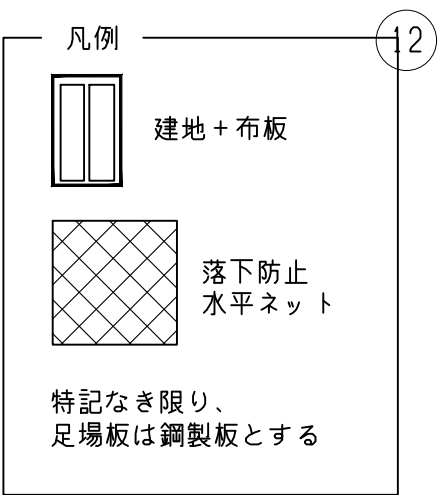 凡例
12
建地+布板
落下防止
水平ネット
特記なき限り、
足場板は鋼製板とする